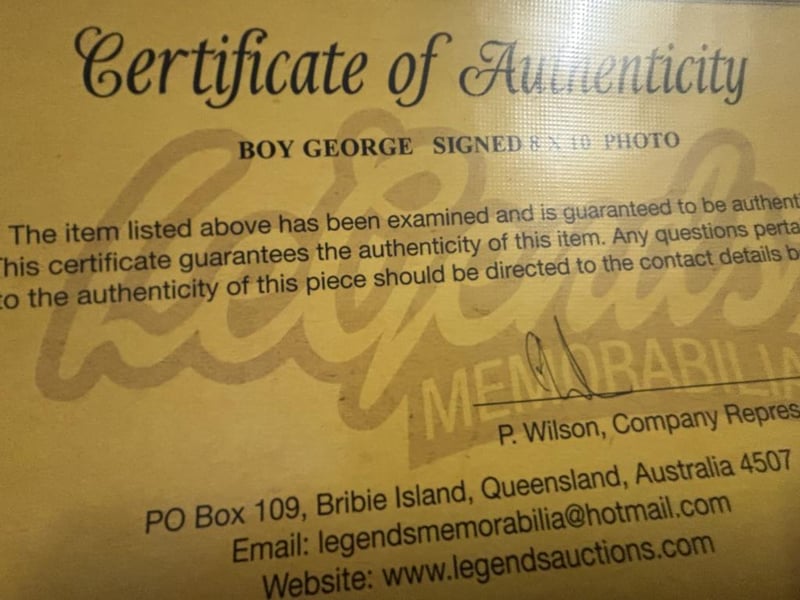 Certificate of Authenticity
BOY GEORGE SIGNED 8 X 10 PHOTO
The item listed above has been examined and is guaranteed to be authenti
This certificate guarantees the authenticity of this item. Any questions perta
to the authenticity of this piece should be directed to the contact details b
Legends
MEMORABILIA
P. Wilson, Company Repres
PO Box 109, Bribie Island, Queensland, Australia 4507
Email: legendsmemorabilia@hotmail.com
Website: www.legendsauctions.com